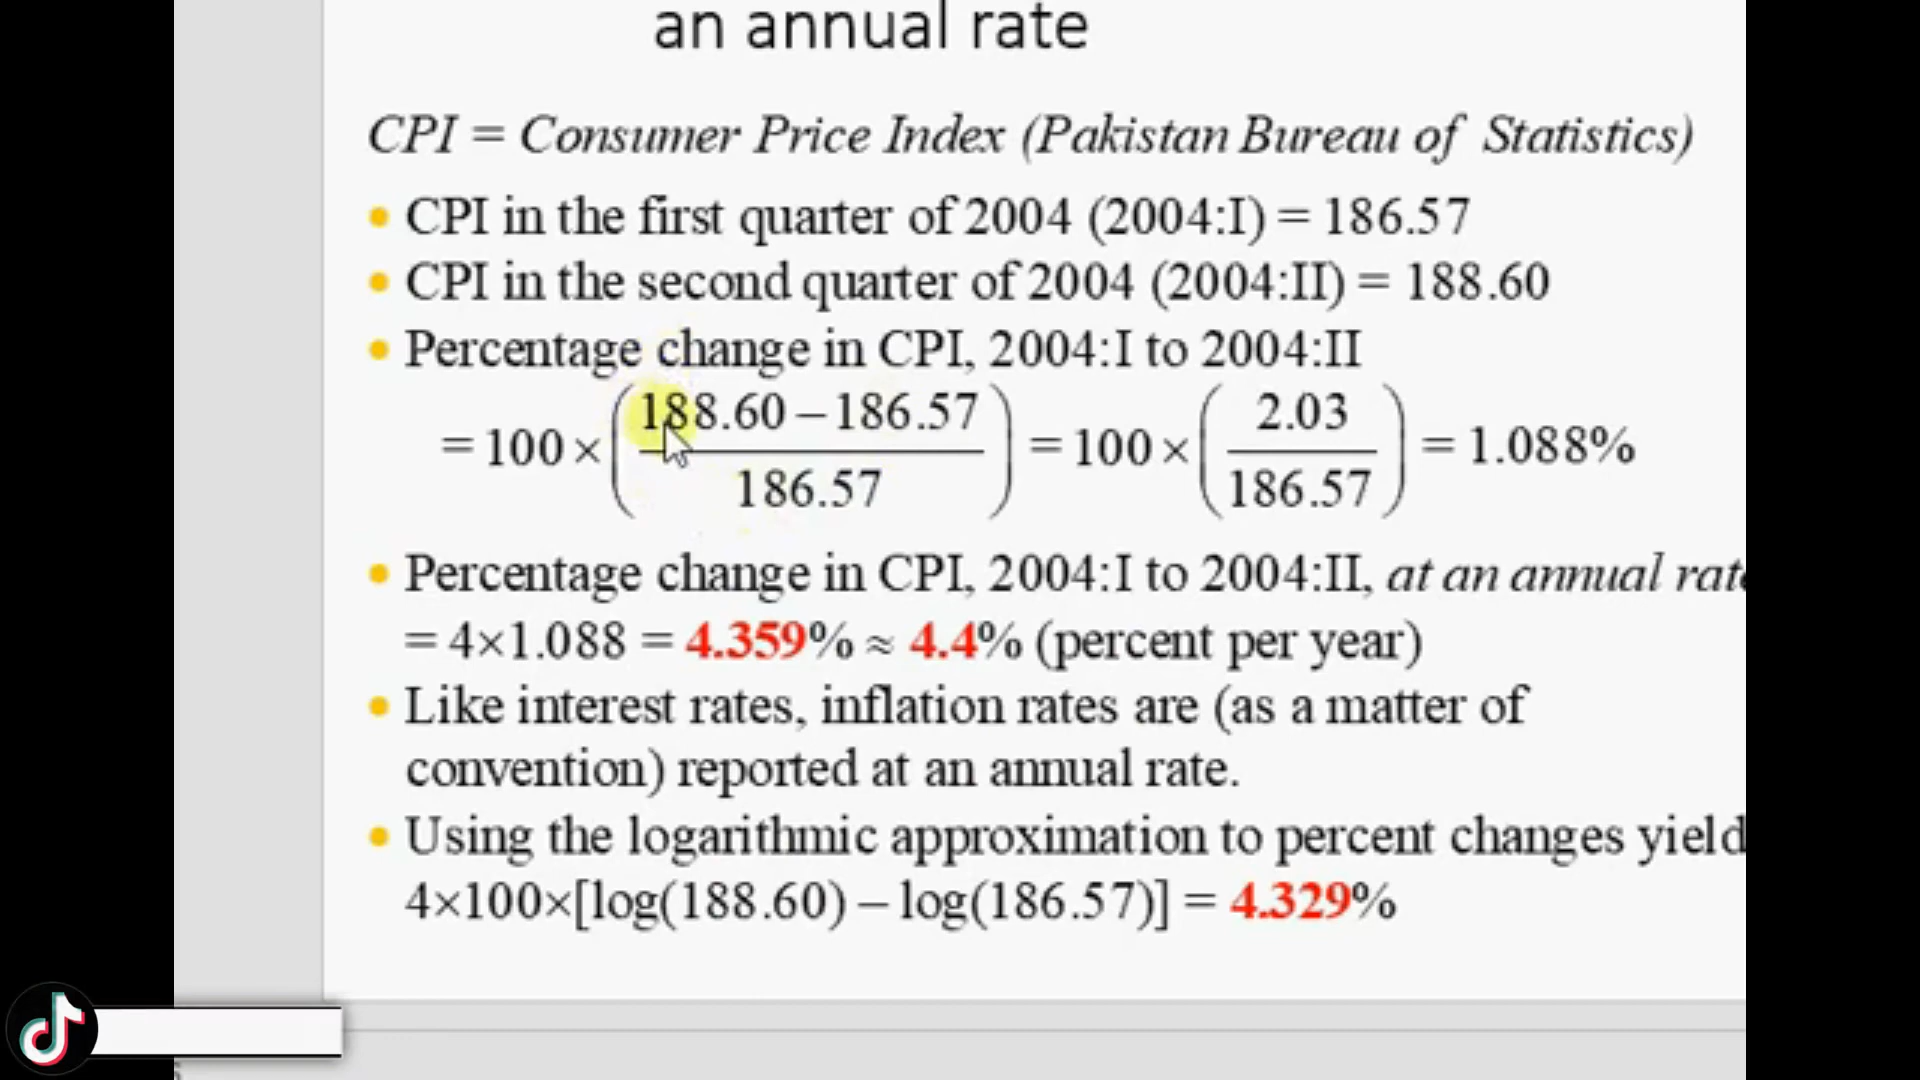 an annual rate
CPI = Consumer Price Index (Pakistan Bureau of Statistics)
• CPI in the first quarter of 2004 (2004:I) = 186.57
• CPI in the second quarter of 2004 (2004:II) = 188.60
• Percentage change in CPI, 2004:I to 2004:II
= 100 × (188.60 – 186.57 / 186.57) = 100 × (2.03 / 186.57) = 1.088%
• Percentage change in CPI, 2004:I to 2004:II, at an annual rate
= 4×1.088 = 4.359% ≈ 4.4% (percent per year)
• Like interest rates, inflation rates are (as a matter of
convention) reported at an annual rate.
• Using the logarithmic approximation to percent changes yield
4×100×[log(188.60) – log(186.57)] = 4.329%